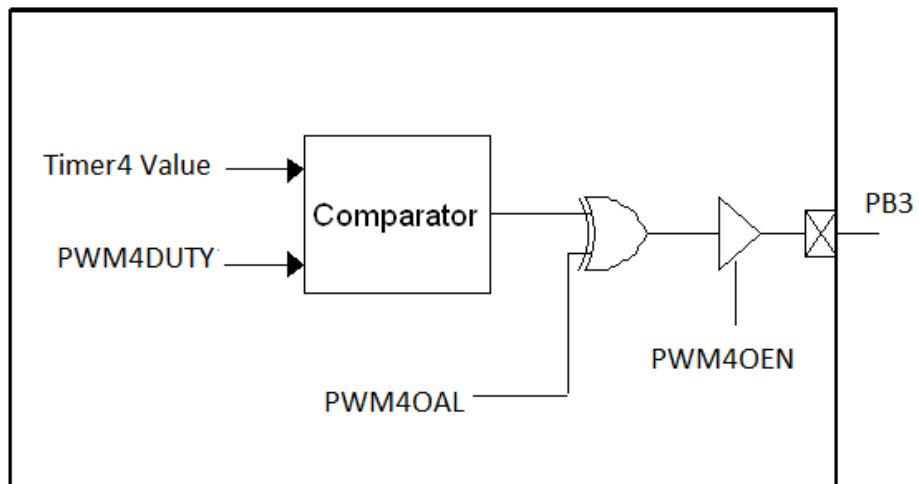 Timer4 Value
PWM4DUTY
Comparator
PB3
PWM4OEN
PWM4OAL